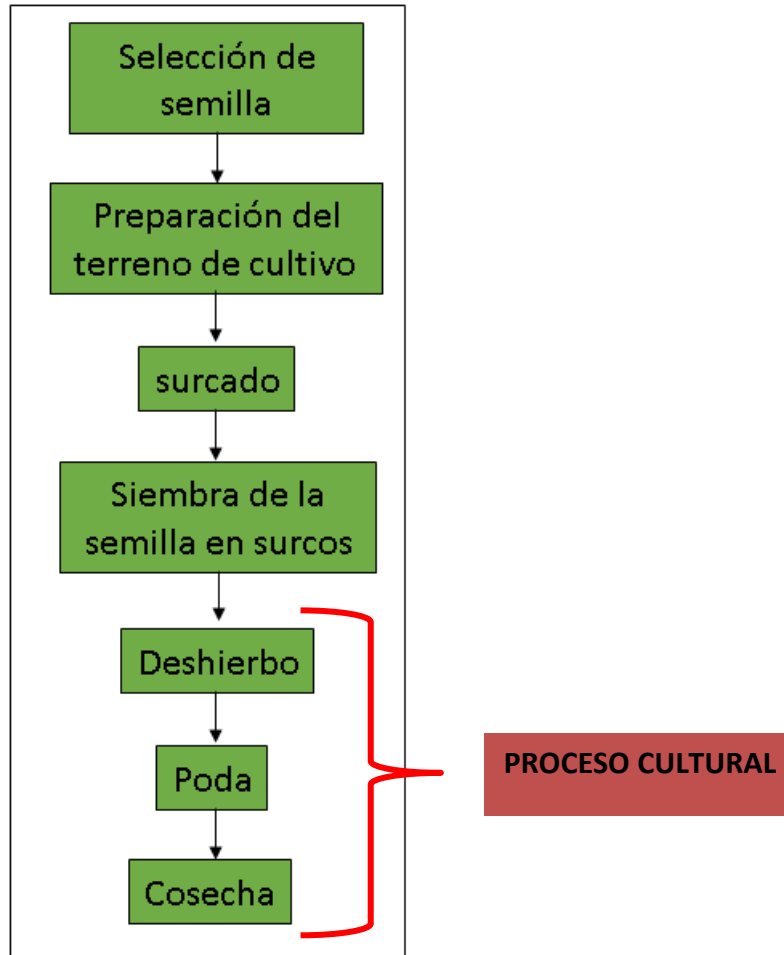 Selección de
semilla
Preparación del
terreno de cultivo
surcado
Siembra de la
semilla en surcos
Deshierbo
Poda
Cosecha
PROCESO CULTURAL